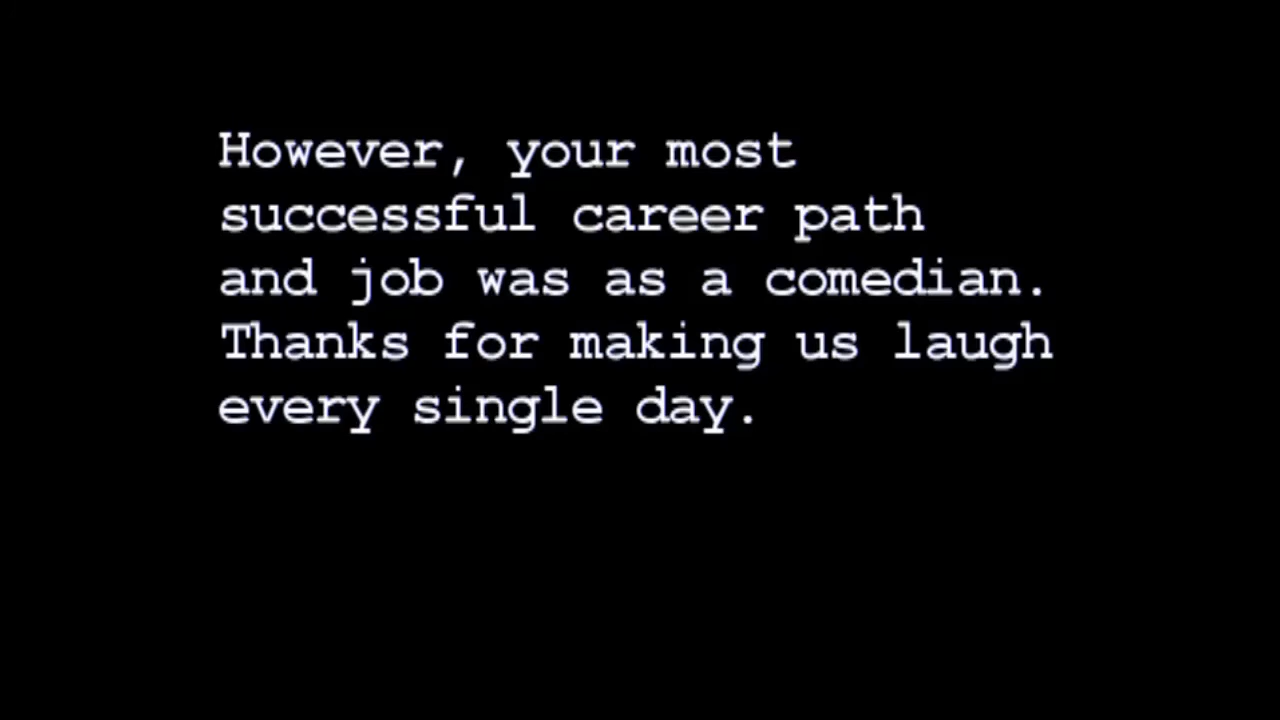 However, your most
successful career path
and job was as a comedian.
Thanks for making us laugh
every single day.